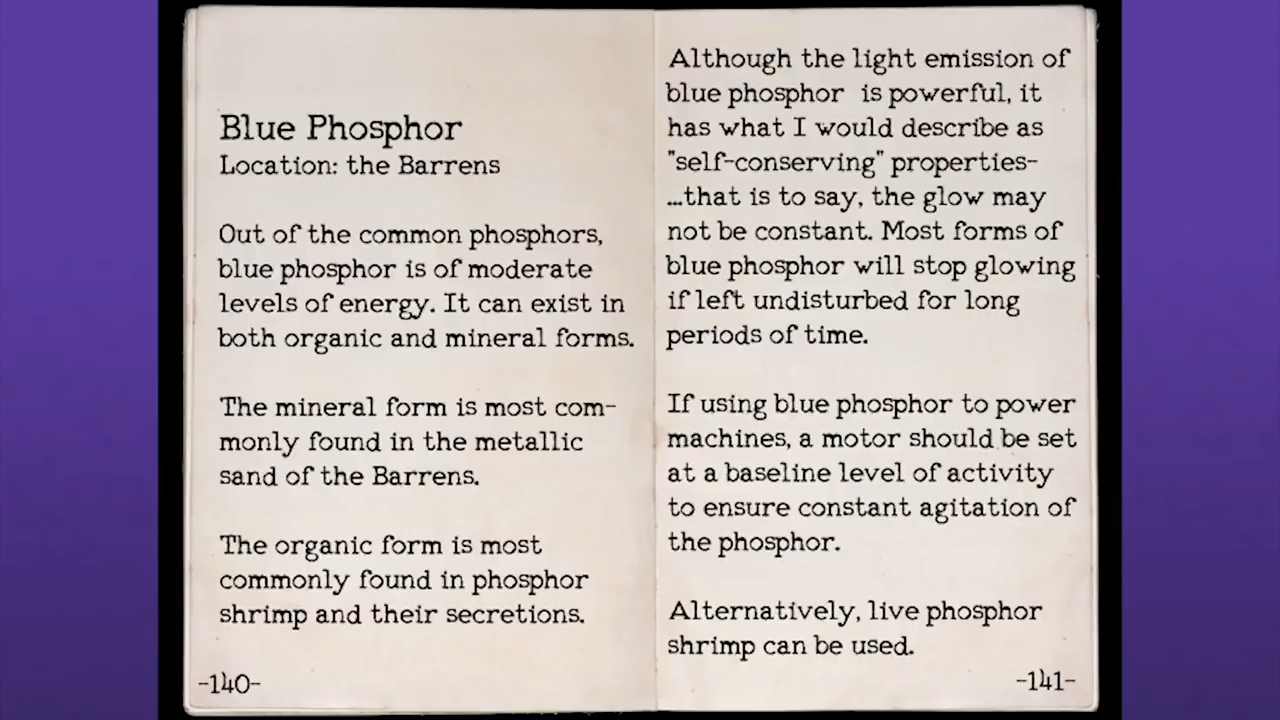 Blue Phosphor
Location: the Barrens
Out of the common phosphors,
blue phosphor is of moderate
levels of energy. It can exist in
both organic and mineral forms.
The mineral form is most com-
monly found in the metallic
sand of the Barrens.
The organic form is most
commonly found in phosphor
shrimp and their secretions.
-140-
Although the light emission of
blue phosphor  is powerful, it
has what I would describe as
"self-conserving" properties-
...that is to say, the glow may
not be constant. Most forms of
blue phosphor will stop glowing
if left undisturbed for long
periods of time.
If using blue phosphor to power
machines, a motor should be set
at a baseline level of activity
to ensure constant agitation of
the phosphor.
Alternatively, live phosphor
shrimp can be used.
-141-